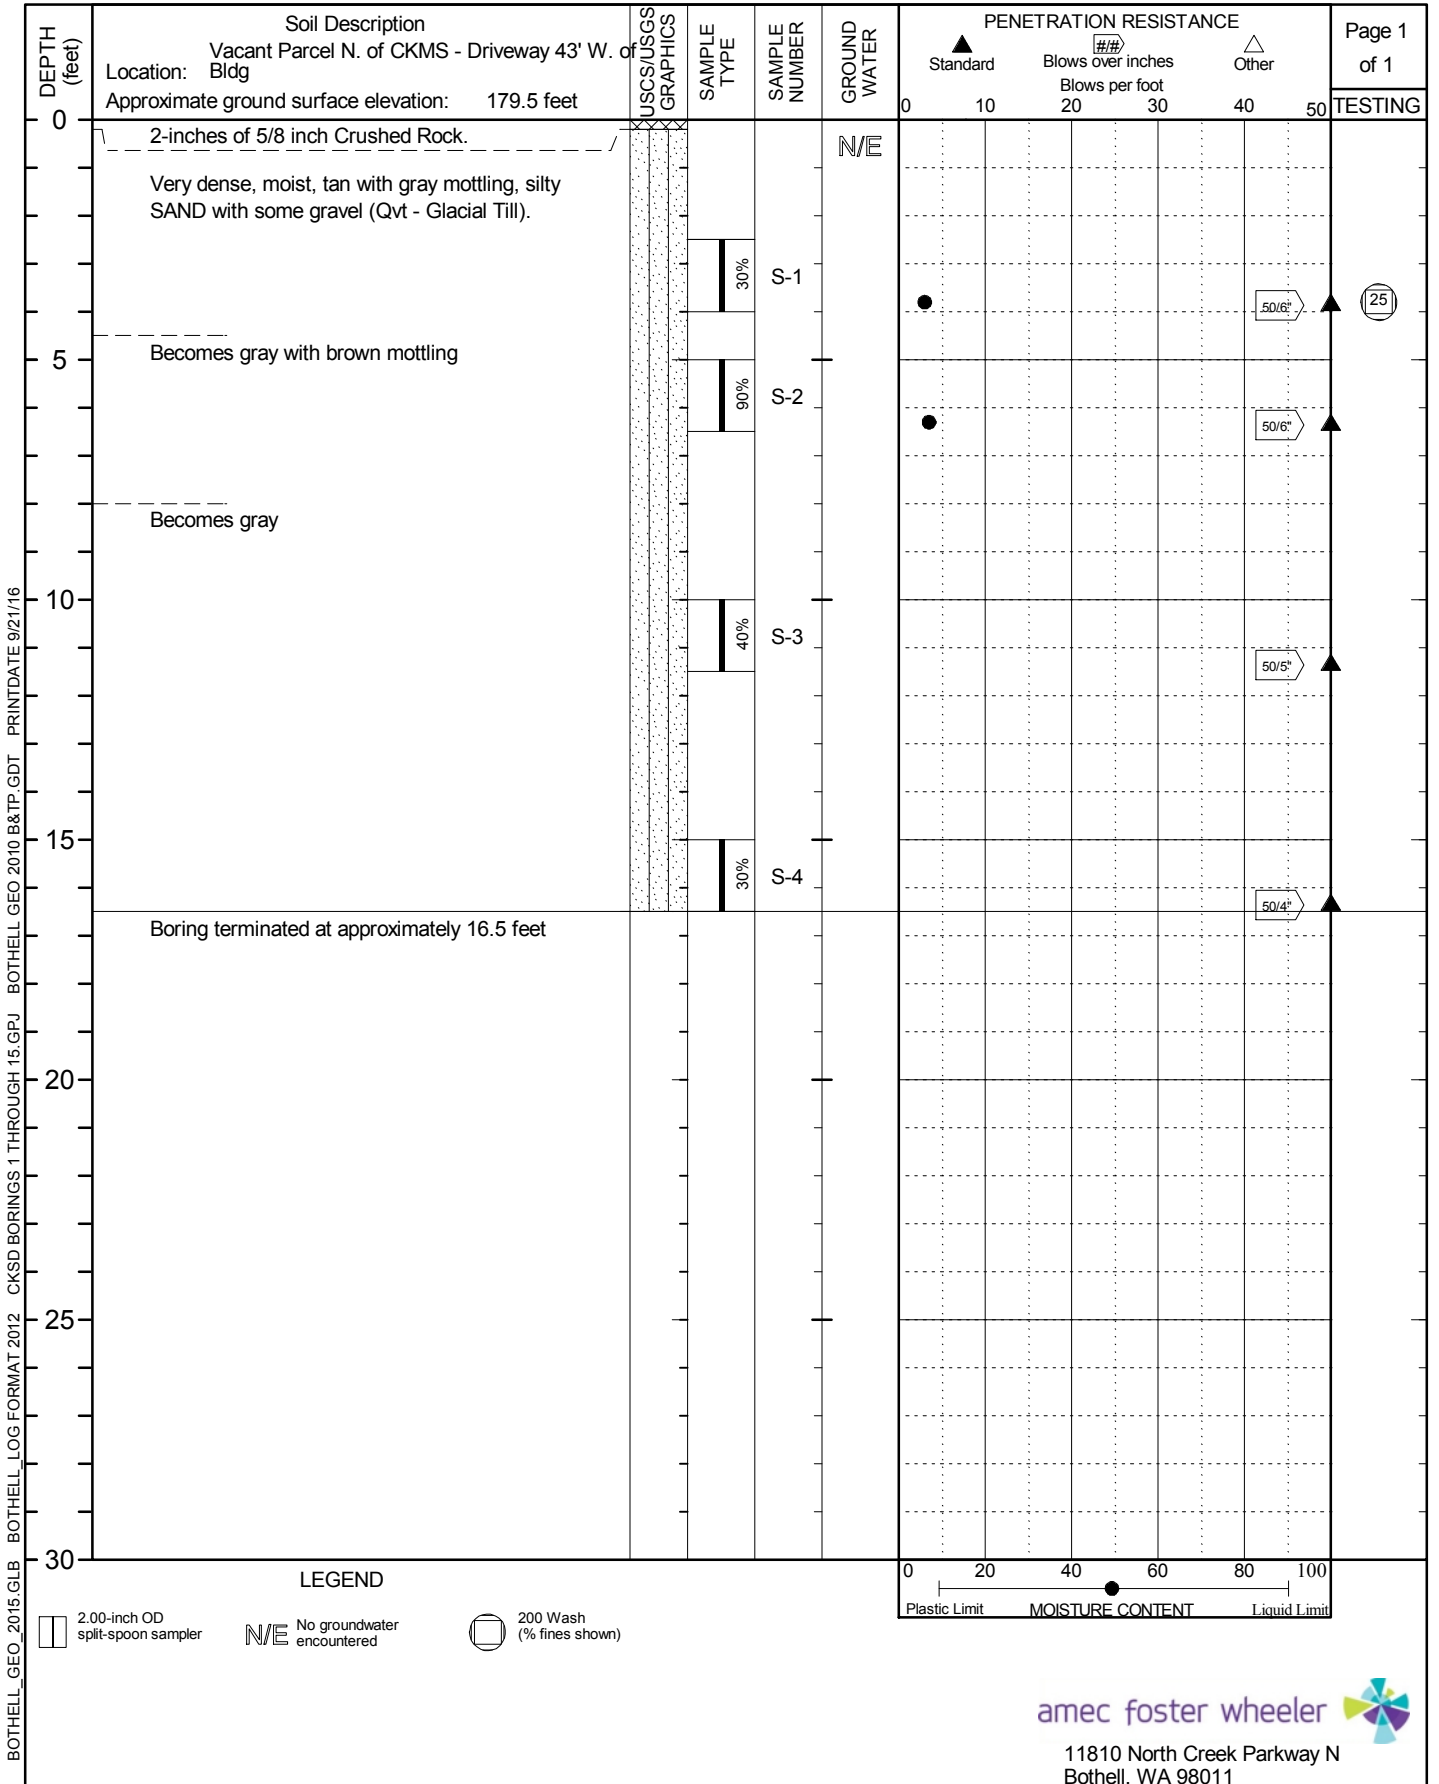 DEPTH
(feet)
Soil Description
Location: Vacant Parcel N. of CKMS - Driveway 43' W. of
Bldg
Approximate ground surface elevation: 179.5 feet
USCS/USGS
GRAPHICS
SAMPLE
TYPE
SAMPLE
NUMBER
GROUND
WATER
PENETRATION RESISTANCE
Standard
#/#
Blows over inches
Other
Blows per foot
0 10 20 30 40 50
Page 1
of 1
TESTING
0
2-inches of 5/8 inch Crushed Rock.
N/E
Very dense, moist, tan with gray mottling, silty
SAND with some gravel (Qvt - Glacial Till).
30% S-1
50/6" 25
Becomes gray with brown mottling
5
90% S-2
50/6"
Becomes gray
10
40% S-3
50/5"
15
30% S-4
50/4"
Boring terminated at approximately 16.5 feet
20
25
30
0 20 40 60 80 100
Plastic Limit MOISTURE CONTENT Liquid Limit
LEGEND
2.00-inch OD
split-spoon sampler
N/E No groundwater
encountered
200 Wash
(% fines shown)
amec foster wheeler
11810 North Creek Parkway N
Bothell, WA 98011
BOTHELL_GEO_2015.GLB BOTHELL_LOG FORMAT 2012 CKSD BORINGS 1 THROUGH 15.GPJ BOTHELL GEO 2010 B&TP.GDT PRINTDATE 9/21/16